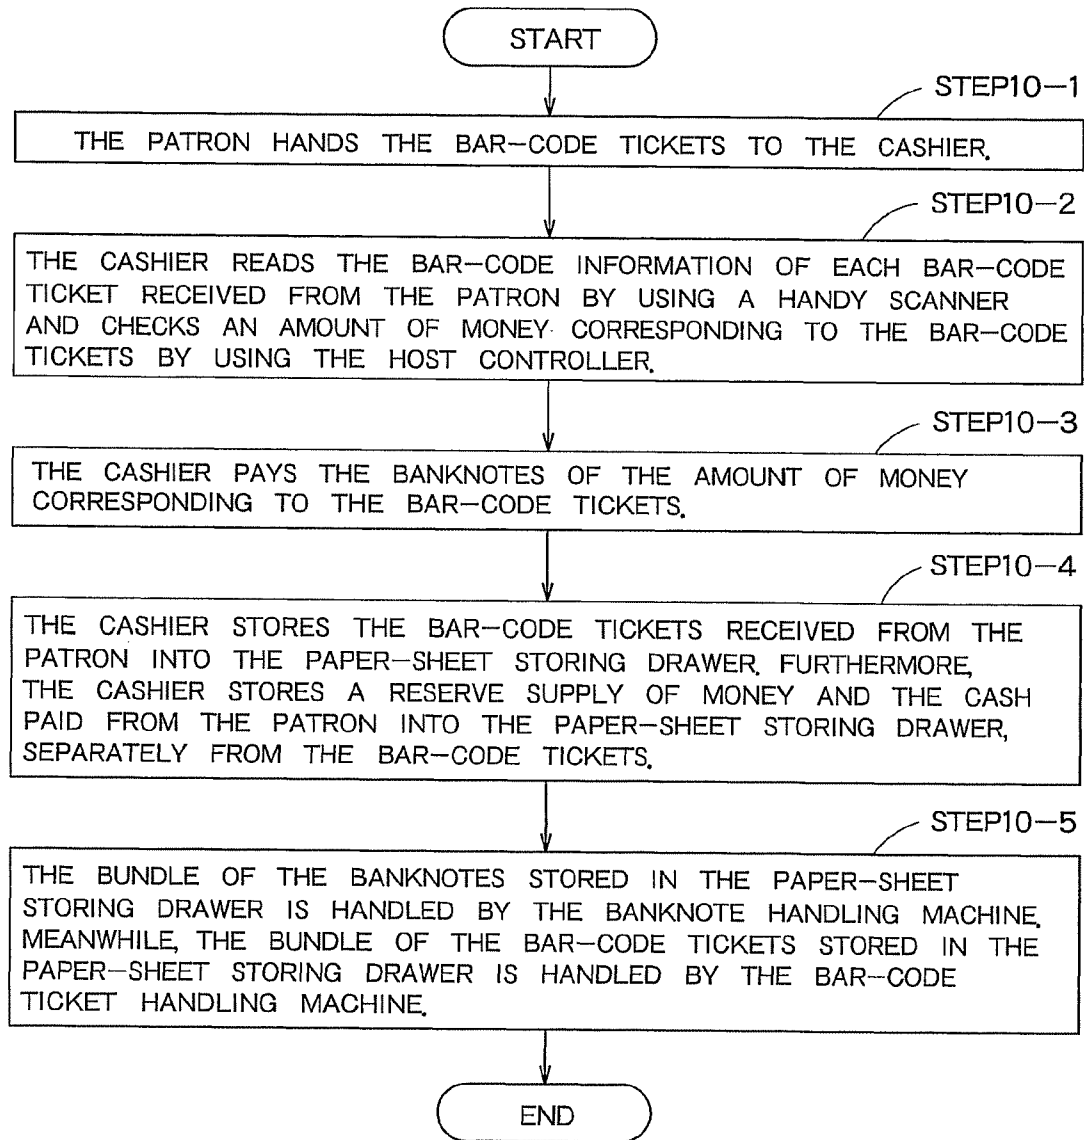 START
STEP10-1
THE PATRON HANDS THE BAR-CODE TICKETS TO THE CASHIER.
STEP10-2
THE CASHIER READS THE BAR-CODE INFORMATION OF EACH BAR-CODE
TICKET RECEIVED FROM THE PATRON BY USING A HANDY SCANNER
AND CHECKS AN AMOUNT OF MONEY CORRESPONDING TO THE BAR-CODE
TICKETS BY USING THE HOST CONTROLLER.
STEP10-3
THE CASHIER PAYS THE BANKNOTES OF THE AMOUNT OF MONEY
CORRESPONDING TO THE BAR-CODE TICKETS.
STEP10-4
THE CASHIER STORES THE BAR-CODE TICKETS RECEIVED FROM THE
PATRON INTO THE PAPER-SHEET STORING DRAWER. FURTHERMORE,
THE CASHIER STORES A RESERVE SUPPLY OF MONEY AND THE CASH
PAID FROM THE PATRON INTO THE PAPER-SHEET STORING DRAWER,
SEPARATELY FROM THE BAR-CODE TICKETS.
STEP10-5
THE BUNDLE OF THE BANKNOTES STORED IN THE PAPER-SHEET
STORING DRAWER IS HANDLED BY THE BANKNOTE HANDLING MACHINE.
MEANWHILE, THE BUNDLE OF THE BAR-CODE TICKETS STORED IN THE
PAPER-SHEET STORING DRAWER IS HANDLED BY THE BAR-CODE
TICKET HANDLING MACHINE.
END